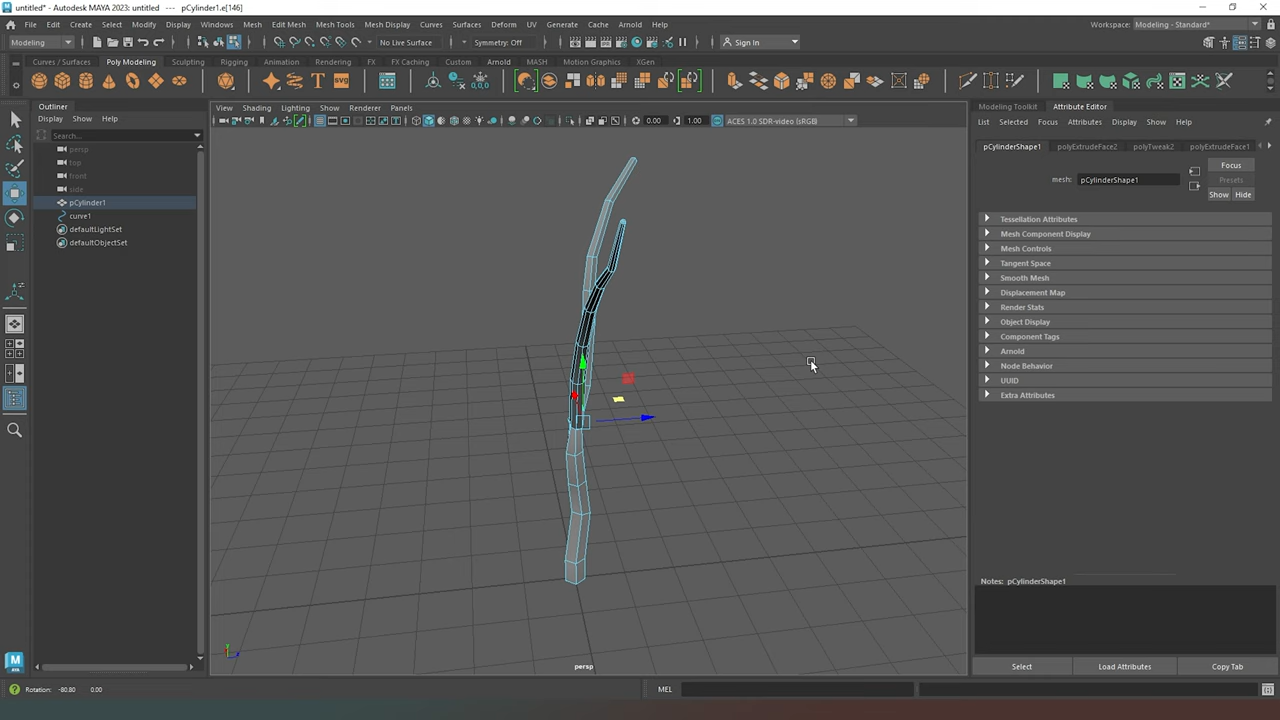 untitled* - Autodesk MAYA 2023: untitled --- pCylinder1.e[146]
File Edit Create Select Modify Display Windows Mesh Edit Mesh Mesh Tools Mesh Display Curves Surfaces Deform UV Generate Cache Arnold Help
Workspace: Modeling - Standard*
Modeling No Live Surface Symmetry: Off Sign In
Curves / Surfaces Poly Modeling Sculpting Rigging Animation Rendering FX FX Caching Custom Arnold MASH Motion Graphics XGen
SVG
Outliner
Display Show Help
Search...
persp
top
front
side
pCylinder1
curve1
defaultLightSet
defaultObjectSet
View Shading Lighting Show Renderer Panels
0.00 1.00 ACES 1.0 SDR-video (sRGB)
persp
Modeling Toolkit Attribute Editor
List Selected Focus Attributes Display Show Help
pCylinderShape1 polyExtrudeFace2 polyTweak2 polyExtrudeFace1
Focus
mesh: pCylinderShape1 Presets
Show Hide
Tessellation Attributes
Mesh Component Display
Mesh Controls
Tangent Space
Smooth Mesh
Displacement Map
Render Stats
Object Display
Component Tags
Arnold
Node Behavior
UUID
Extra Attributes
Notes: pCylinderShape1
Select Load Attributes Copy Tab
Rotation: -80.80 0.00
MEL